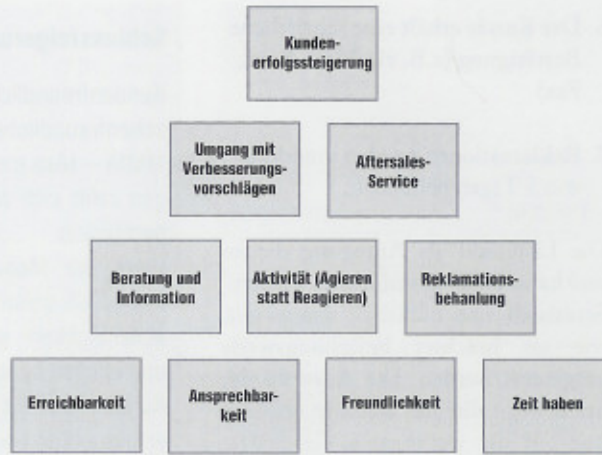 Kunden-
erfolgssteigerung
Umgang mit
Verbesserungs-
vorschlägen
Aftersales-
Service
Beratung und
Information
Aktivität (Agieren
statt Reagieren)
Reklamations-
behanlung
Erreichbarkeit
Ansprechbar-
keit
Freundlichkeit
Zeit haben